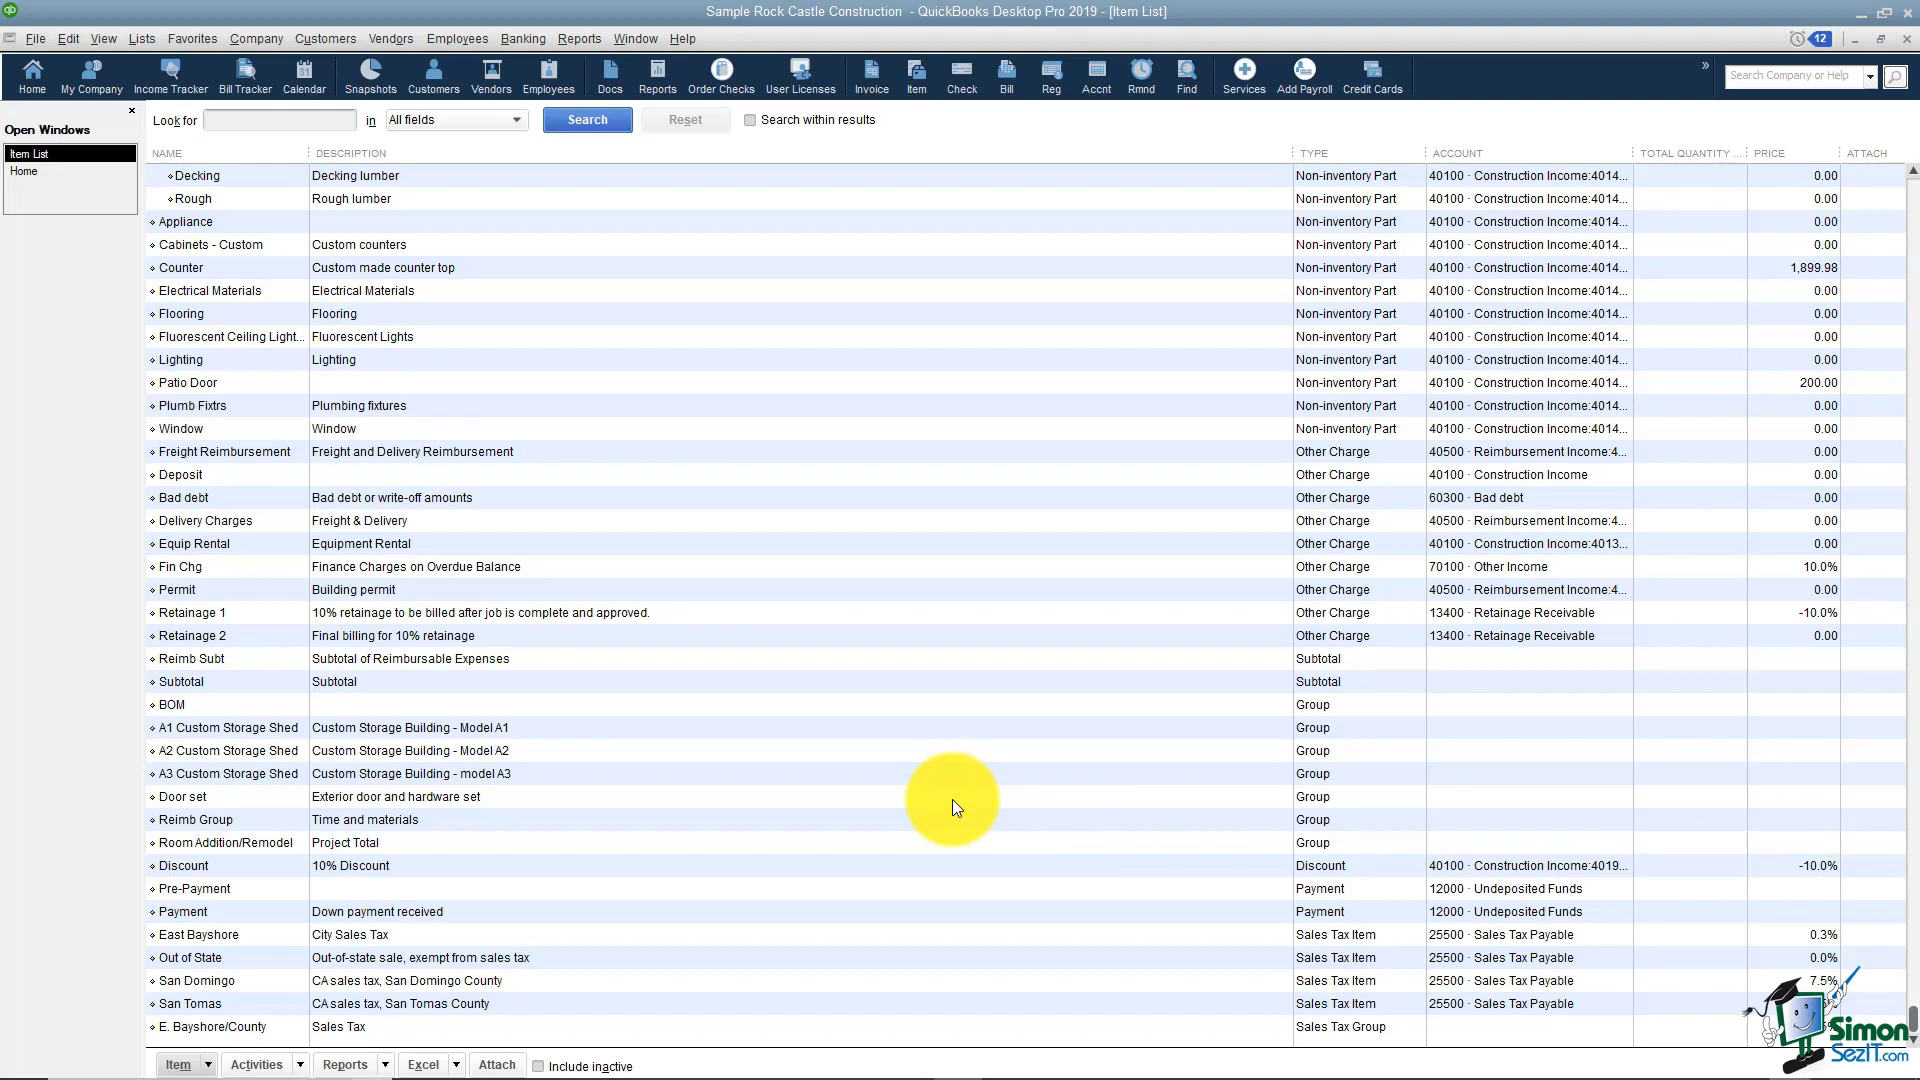 Sample Rock Castle Construction - QuickBooks Desktop Pro 2019 - [Item List]
File Edit View Lists Favorites Company Customers Vendors Employees Banking Reports Window Help 12
Home My Company Income Tracker Bill Tracker Calendar Snapshots Customers Vendors Employees Docs Reports Order Checks User Licenses Invoice Item Check Bill Reg Accnt Rmnd Find Services Add Payroll Credit Cards » Search Company or Help
Open Windows
Item List
Home
Look for in All fields Search Reset Search within results
NAME DESCRIPTION TYPE ACCOUNT TOTAL QUANTITY ... PRICE ATTACH
Decking Decking lumber Non-inventory Part 40100 · Construction Income:4014... 0.00
Rough Rough lumber Non-inventory Part 40100 · Construction Income:4014... 0.00
Appliance Non-inventory Part 40100 · Construction Income:4014... 0.00
Cabinets - Custom Custom counters Non-inventory Part 40100 · Construction Income:4014... 0.00
Counter Custom made counter top Non-inventory Part 40100 · Construction Income:4014... 1,899.98
Electrical Materials Electrical Materials Non-inventory Part 40100 · Construction Income:4014... 0.00
Flooring Flooring Non-inventory Part 40100 · Construction Income:4014... 0.00
Fluorescent Ceiling Light... Fluorescent Lights Non-inventory Part 40100 · Construction Income:4014... 0.00
Lighting Lighting Non-inventory Part 40100 · Construction Income:4014... 0.00
Patio Door Non-inventory Part 40100 · Construction Income:4014... 200.00
Plumb Fixtrs Plumbing fixtures Non-inventory Part 40100 · Construction Income:4014... 0.00
Window Window Non-inventory Part 40100 · Construction Income:4014... 0.00
Freight Reimbursement Freight and Delivery Reimbursement Other Charge 40500 · Reimbursement Income:4... 0.00
Deposit Other Charge 40100 · Construction Income 0.00
Bad debt Bad debt or write-off amounts Other Charge 60300 · Bad debt 0.00
Delivery Charges Freight & Delivery Other Charge 40500 · Reimbursement Income:4... 0.00
Equip Rental Equipment Rental Other Charge 40100 · Construction Income:4013... 0.00
Fin Chg Finance Charges on Overdue Balance Other Charge 70100 · Other Income 10.0%
Permit Building permit Other Charge 40500 · Reimbursement Income:4... 0.00
Retainage 1 10% retainage to be billed after job is complete and approved. Other Charge 13400 · Retainage Receivable -10.0%
Retainage 2 Final billing for 10% retainage Other Charge 13400 · Retainage Receivable 0.00
Reimb Subt Subtotal of Reimbursable Expenses Subtotal
Subtotal Subtotal Subtotal
BOM Group
A1 Custom Storage Shed Custom Storage Building - Model A1 Group
A2 Custom Storage Shed Custom Storage Building - Model A2 Group
A3 Custom Storage Shed Custom Storage Building - model A3 Group
Door set Exterior door and hardware set Group
Reimb Group Time and materials Group
Room Addition/Remodel Project Total Group
Discount 10% Discount Discount 40100 · Construction Income:4019... -10.0%
Pre-Payment Payment 12000 · Undeposited Funds
Payment Down payment received Payment 12000 · Undeposited Funds
East Bayshore City Sales Tax Sales Tax Item 25500 · Sales Tax Payable 0.3%
Out of State Out-of-state sale, exempt from sales tax Sales Tax Item 25500 · Sales Tax Payable 0.0%
San Domingo CA sales tax, San Domingo County Sales Tax Item 25500 · Sales Tax Payable 7.5%
San Tomas CA sales tax, San Tomas County Sales Tax Item 25500 · Sales Tax Payable
E. Bayshore/County Sales Tax Sales Tax Group
Item Activities Reports Excel Attach Include inactive
Simon
SezIT.com